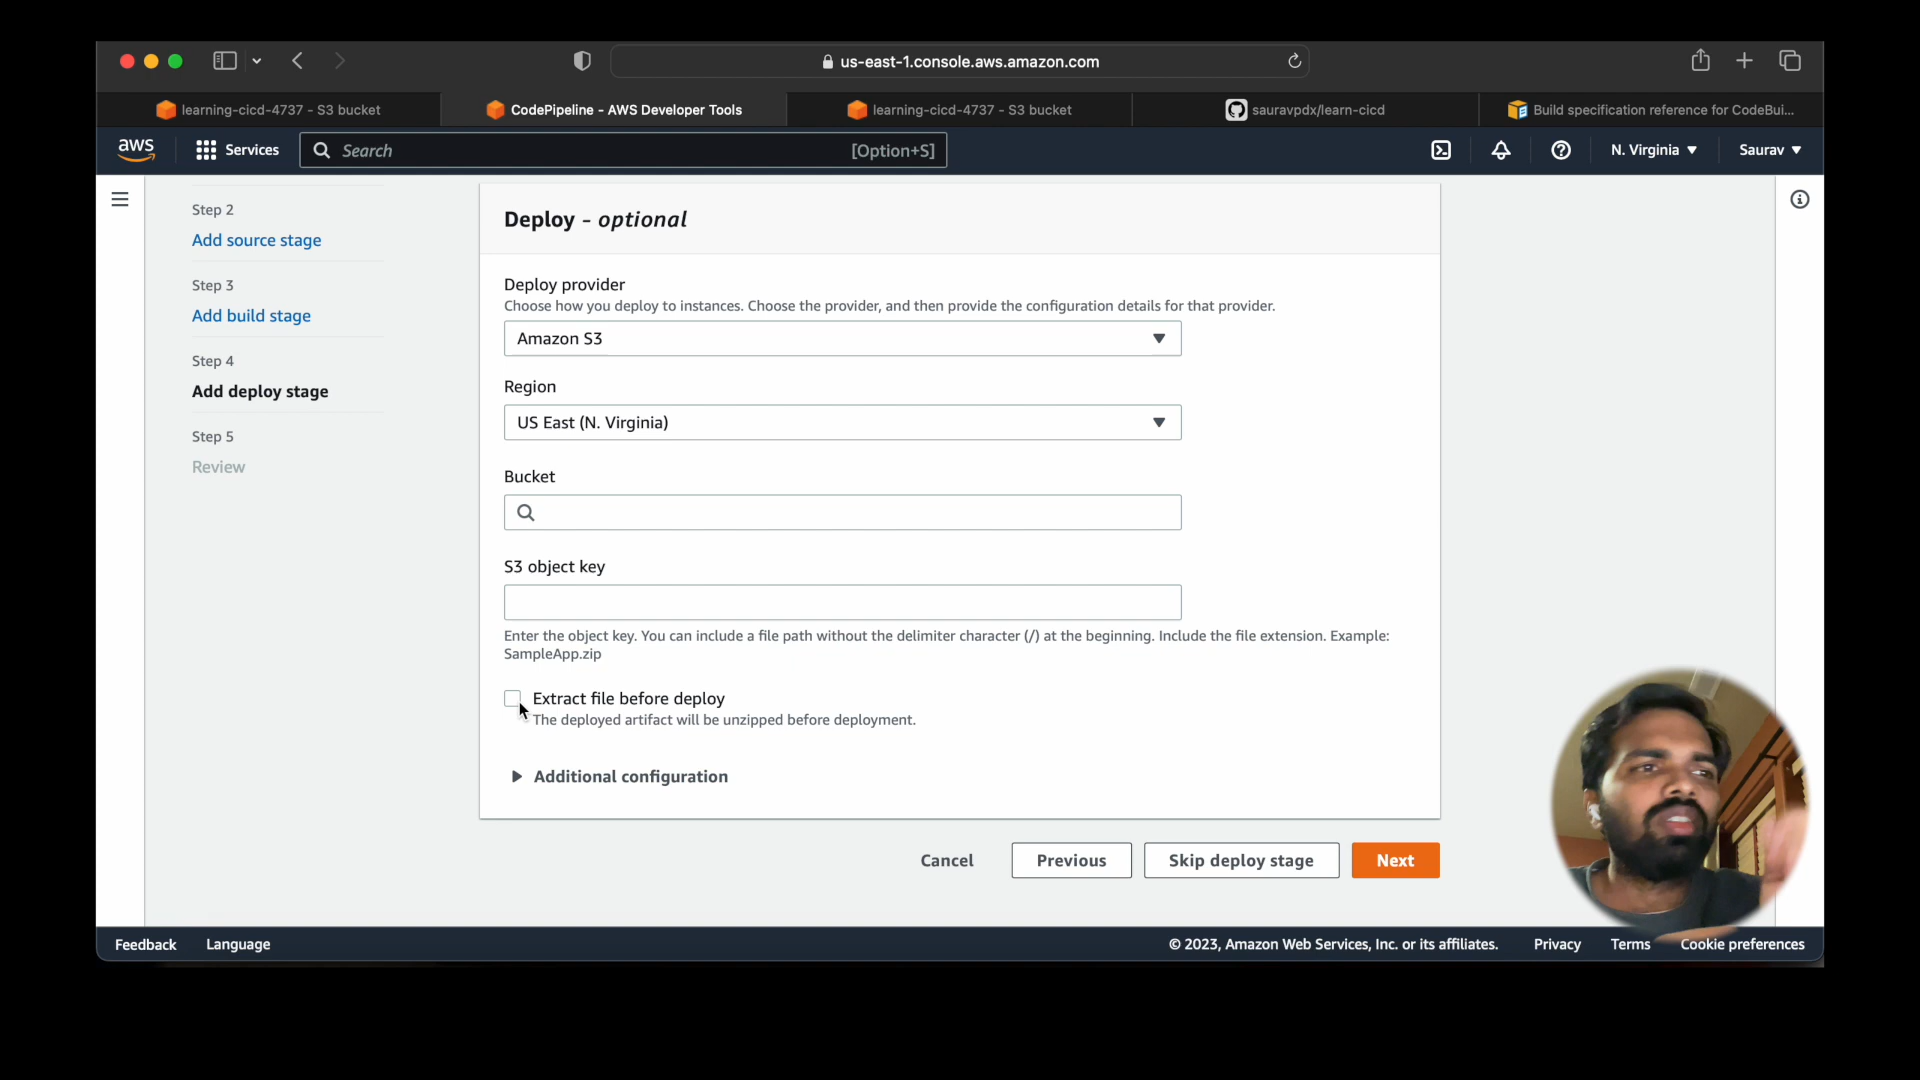 us-east-1.console.aws.amazon.com
learning-cicd-4737 - S3 bucket
CodePipeline - AWS Developer Tools
learning-cicd-4737 - S3 bucket
sauravpdx/learn-cicd
Build specification reference for CodeBui...
aws
Services
Search
[Option+S]
N. Virginia
Saurav
Step 2
Add source stage
Step 3
Add build stage
Step 4
Add deploy stage
Step 5
Review
Deploy - optional
Deploy provider
Choose how you deploy to instances. Choose the provider, and then provide the configuration details for that provider.
Amazon S3
Region
US East (N. Virginia)
Bucket
S3 object key
Enter the object key. You can include a file path without the delimiter character (/) at the beginning. Include the file extension. Example:
SampleApp.zip
Extract file before deploy
The deployed artifact will be unzipped before deployment.
Additional configuration
Cancel
Previous
Skip deploy stage
Next
Feedback
Language
© 2023, Amazon Web Services, Inc. or its affiliates.
Privacy
Terms
Cookie preferences